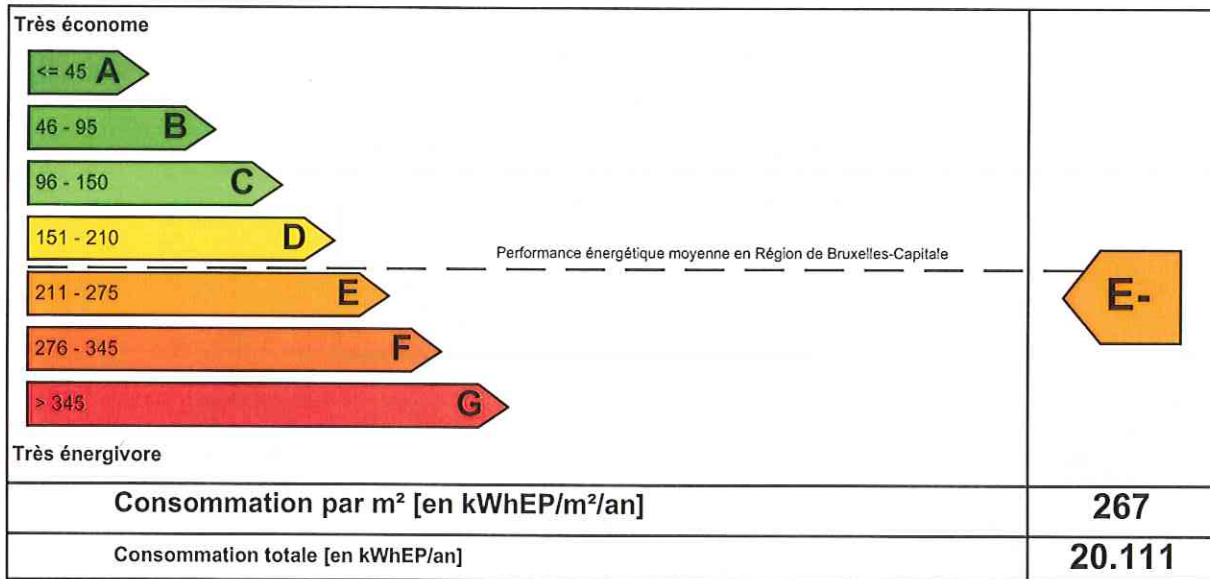 Très économe
<= 45 A
46 - 95 B
96 - 150 C
151 - 210 D
Performance énergétique moyenne en Région de Bruxelles-Capitale
211 - 275 E
E-
276 - 345 F
> 345 G
Très énergivore
Consommation par m² [en kWhEP/m²/an] 267
Consommation totale [en kWhEP/an] 20.111